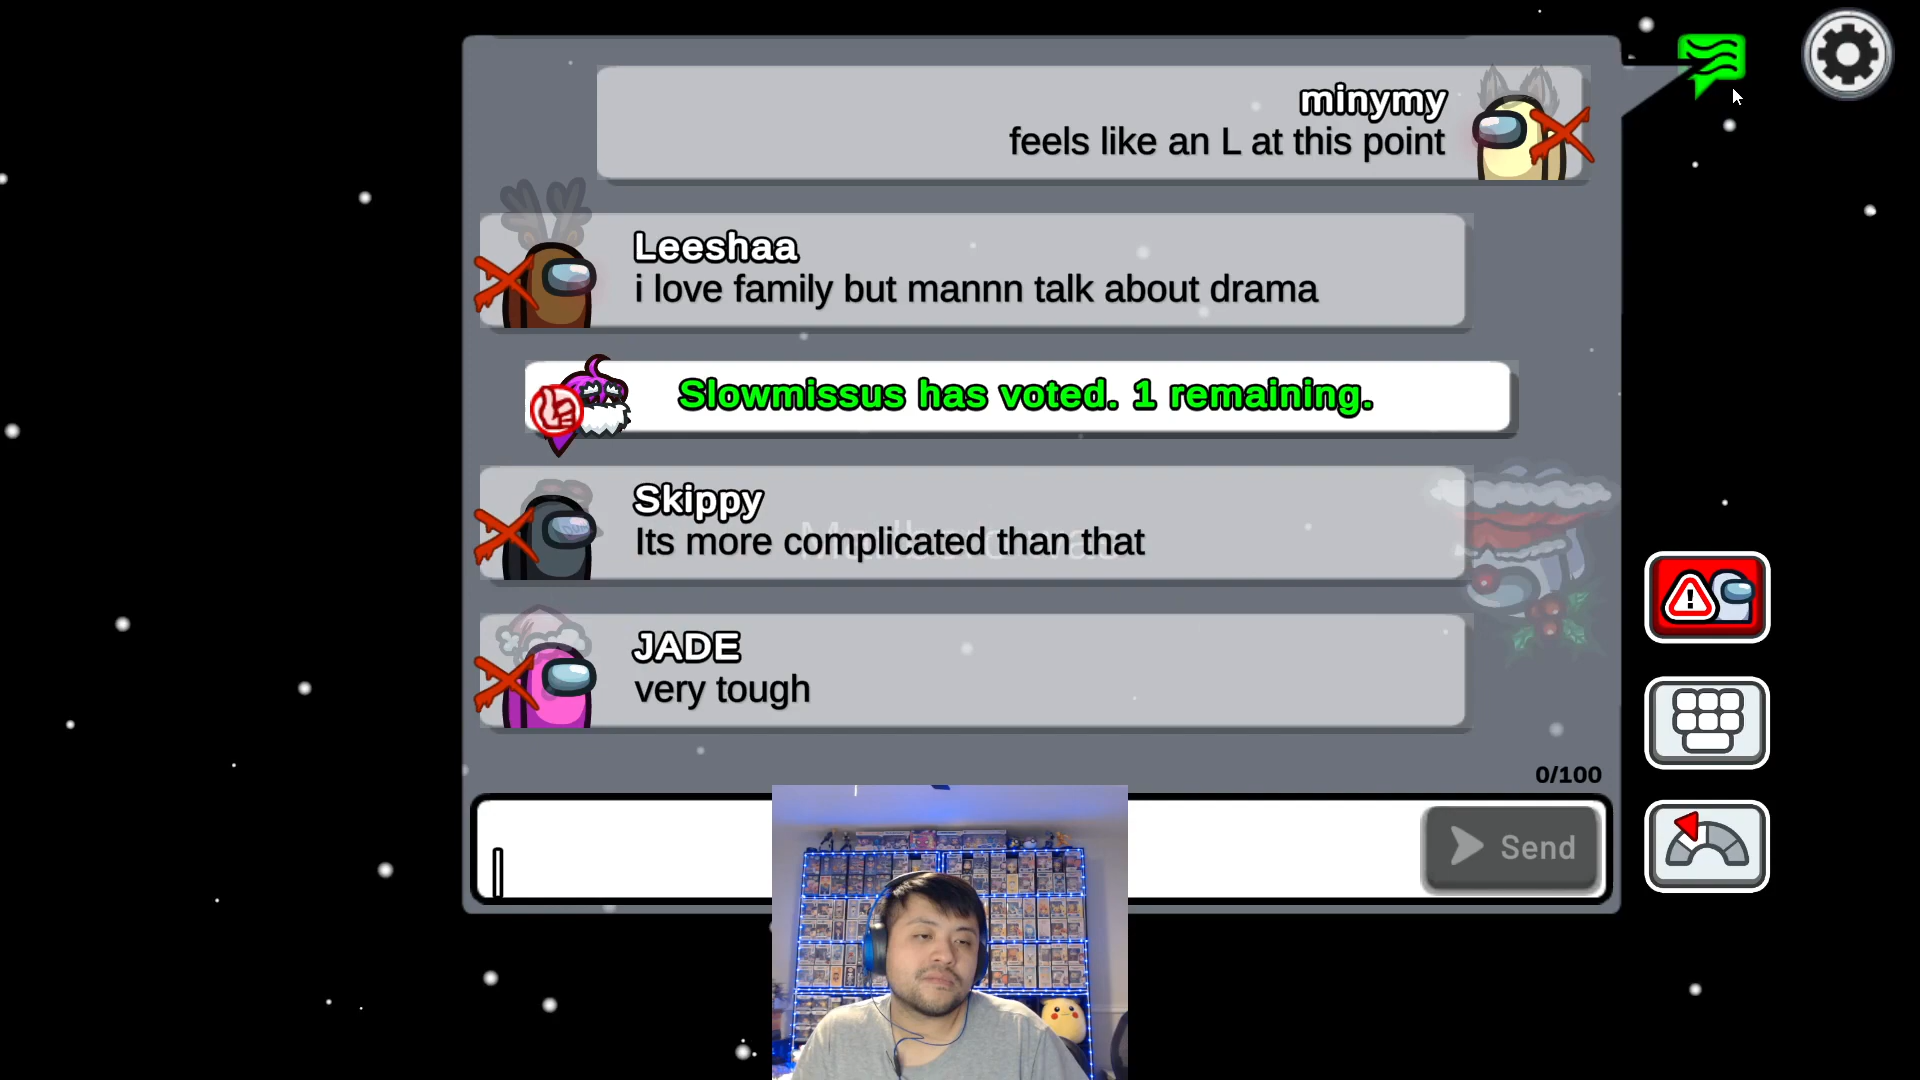 minymy
feels like an L at this point
Leeshaa
i love family but mannn talk about drama
Slowmissus has voted. 1 remaining.
Skippy
Its more complicated than that
JADE
very tough
0/100
Send